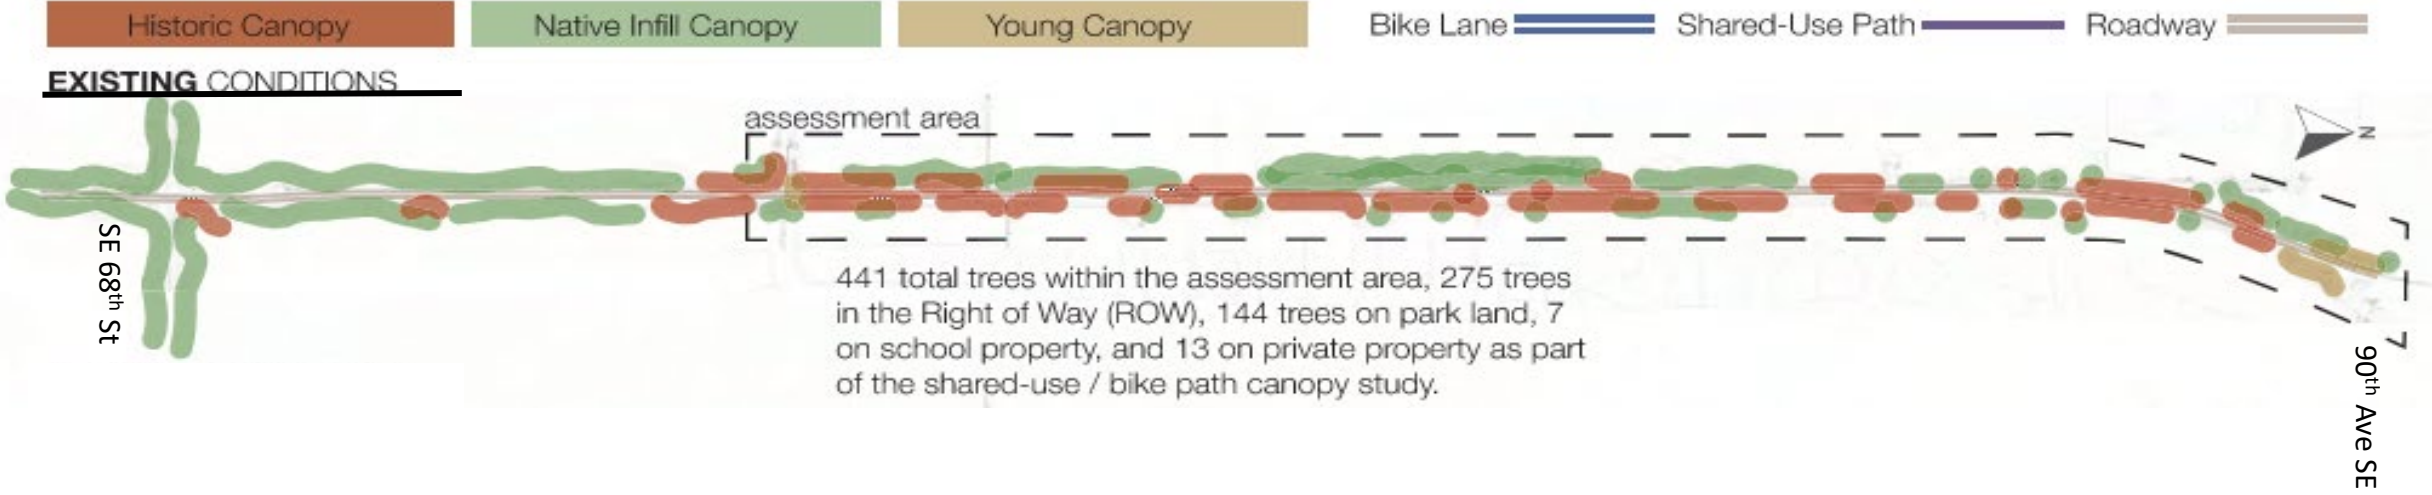 Historic Canopy
Native Infill Canopy
Young Canopy
Bike Lane
Shared-Use Path
Roadway
EXISTING CONDITIONS
assessment area
N
SE 68th St
441 total trees within the assessment area, 275 trees
in the Right of Way (ROW), 144 trees on park land, 7
on school property, and 13 on private property as part
of the shared-use / bike path canopy study.
90th Ave SE